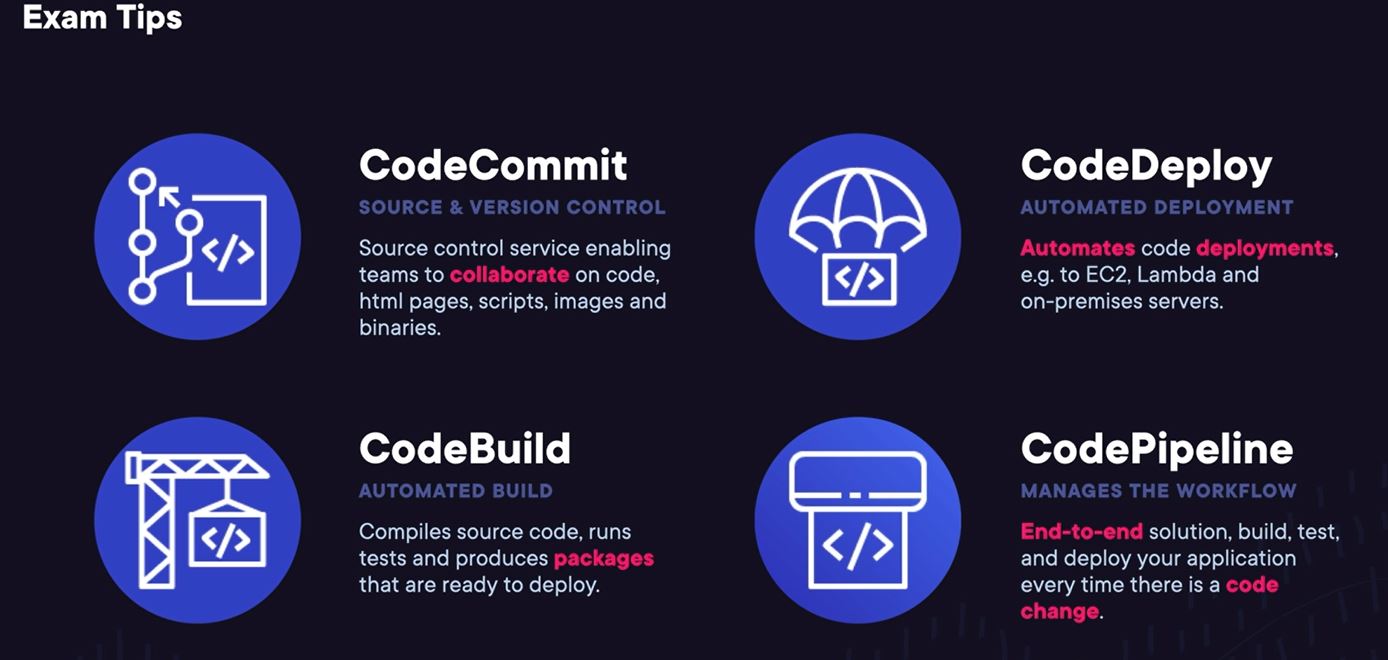 Exam Tips
CodeCommit
SOURCE & VERSION CONTROL
Source control service enabling
teams to collaborate on code,
html pages, scripts, images and
binaries.
CodeDeploy
AUTOMATED DEPLOYMENT
Automates code deployments,
e.g. to EC2, Lambda and
on-premises servers.
CodeBuild
AUTOMATED BUILD
Compiles source code, runs
tests and produces packages
that are ready to deploy.
CodePipeline
MANAGES THE WORKFLOW
End-to-end solution, build, test,
and deploy your application
every time there is a code
change.